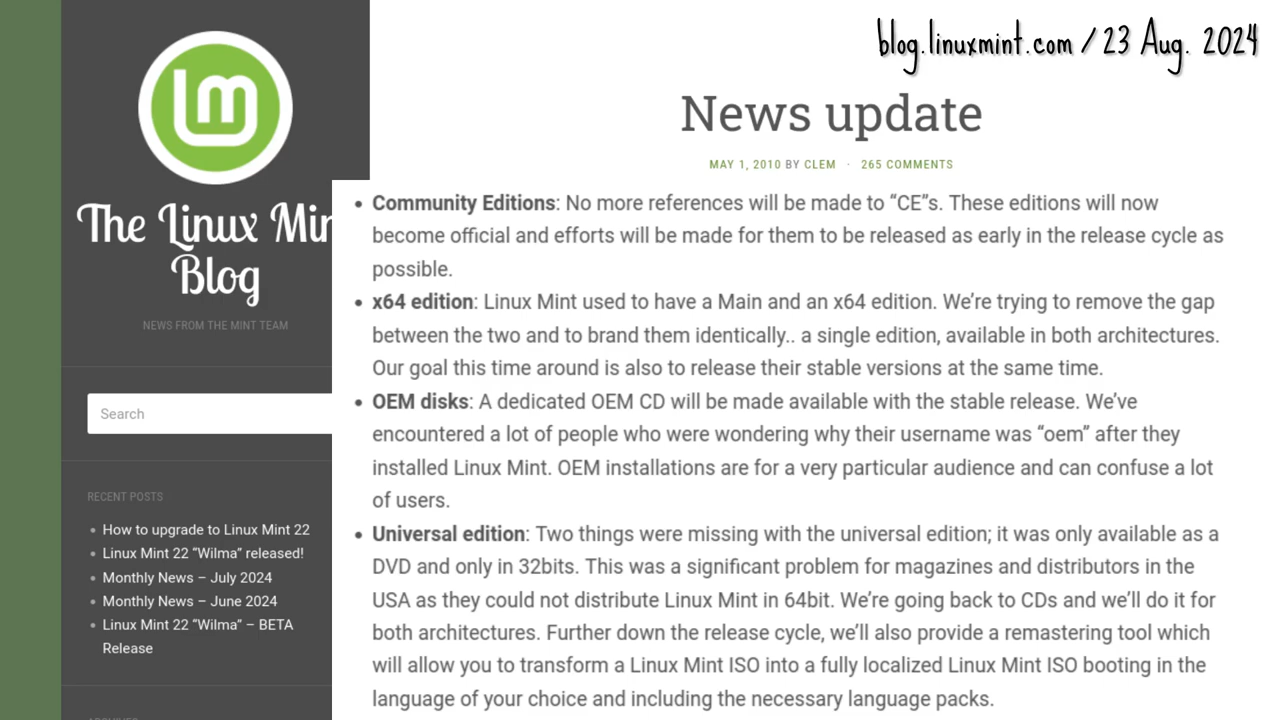 blog.linuxmint.com / 23 Aug. 2024
lm
The Linux Min
Blog
NEWS FROM THE MINT TEAM
Search
RECENT POSTS
• How to upgrade to Linux Mint 22
• Linux Mint 22 “Wilma” released!
• Monthly News – July 2024
• Monthly News – June 2024
• Linux Mint 22 “Wilma” – BETA
Release
News update
MAY 1, 2010 BY CLEM · 265 COMMENTS
• Community Editions: No more references will be made to “CE”s. These editions will now
become official and efforts will be made for them to be released as early in the release cycle as
possible.
• x64 edition: Linux Mint used to have a Main and an x64 edition. We’re trying to remove the gap
between the two and to brand them identically.. a single edition, available in both architectures.
Our goal this time around is also to release their stable versions at the same time.
• OEM disks: A dedicated OEM CD will be made available with the stable release. We’ve
encountered a lot of people who were wondering why their username was “oem” after they
installed Linux Mint. OEM installations are for a very particular audience and can confuse a lot
of users.
• Universal edition: Two things were missing with the universal edition; it was only available as a
DVD and only in 32bits. This was a significant problem for magazines and distributors in the
USA as they could not distribute Linux Mint in 64bit. We’re going back to CDs and we’ll do it for
both architectures. Further down the release cycle, we’ll also provide a remastering tool which
will allow you to transform a Linux Mint ISO into a fully localized Linux Mint ISO booting in the
language of your choice and including the necessary language packs.